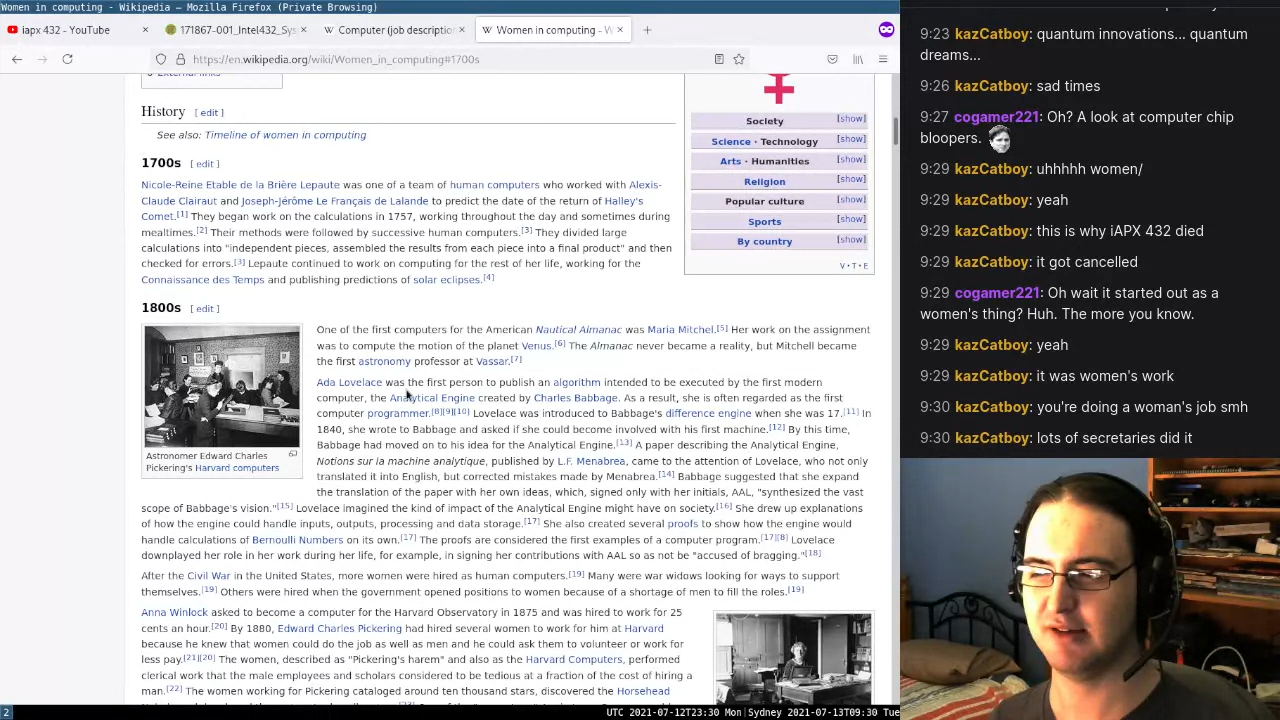 Women in computing - Wikipedia — Mozilla Firefox (Private Browsing)
iapx 432 - YouTube
171867-001_Intel432_Sys
Computer (job description
Women in computing - W
https://en.wikipedia.org/wiki/Women_in_computing#1700s
History [ edit ]
See also: Timeline of women in computing
1700s [ edit ]
Nicole-Reine Etable de la Brière Lepaute was one of a team of human computers who worked with Alexis-
Claude Clairaut and Joseph-Jérôme Le Français de Lalande to predict the date of the return of Halley's
Comet.[1] They began work on the calculations in 1757, working throughout the day and sometimes during
mealtimes.[2] Their methods were followed by successive human computers.[3] They divided large
calculations into "independent pieces, assembled the results from each piece into a final product" and then
checked for errors.[3] Lepaute continued to work on computing for the rest of her life, working for the
Connaissance des Temps and publishing predictions of solar eclipses.[4]
Society [show]
Science · Technology [show]
Arts · Humanities [show]
Religion [show]
Popular culture [show]
Sports [show]
By country [show]
V · T · E
1800s [ edit ]
Astronomer Edward Charles
Pickering's Harvard computers
One of the first computers for the American Nautical Almanac was Maria Mitchel.[5] Her work on the assignment
was to compute the motion of the planet Venus.[6] The Almanac never became a reality, but Mitchell became
the first astronomy professor at Vassar.[7]
Ada Lovelace was the first person to publish an algorithm intended to be executed by the first modern
computer, the Analytical Engine created by Charles Babbage. As a result, she is often regarded as the first
computer programmer.[8][9][10] Lovelace was introduced to Babbage's difference engine when she was 17.[11] In
1840, she wrote to Babbage and asked if she could become involved with his first machine.[12] By this time,
Babbage had moved on to his idea for the Analytical Engine.[13] A paper describing the Analytical Engine,
Notions sur la machine analytique, published by L.F. Menabrea, came to the attention of Lovelace, who not only
translated it into English, but corrected mistakes made by Menabrea.[14] Babbage suggested that she expand
the translation of the paper with her own ideas, which, signed only with her initials, AAL, "synthesized the vast
scope of Babbage's vision."[15] Lovelace imagined the kind of impact of the Analytical Engine might have on society.[16] She drew up explanations
of how the engine could handle inputs, outputs, processing and data storage.[17] She also created several proofs to show how the engine would
handle calculations of Bernoulli Numbers on its own.[17] The proofs are considered the first examples of a computer program.[17][8] Lovelace
downplayed her role in her work during her life, for example, in signing her contributions with AAL so as not be "accused of bragging."[18]
After the Civil War in the United States, more women were hired as human computers.[19] Many were war widows looking for ways to support
themselves.[19] Others were hired when the government opened positions to women because of a shortage of men to fill the roles.[19]
Anna Winlock asked to become a computer for the Harvard Observatory in 1875 and was hired to work for 25
cents an hour.[20] By 1880, Edward Charles Pickering had hired several women to work for him at Harvard
because he knew that women could do the job as well as men and he could ask them to volunteer or work for
less pay.[21][20] The women, described as "Pickering's harem" and also as the Harvard Computers, performed
clerical work that the male employees and scholars considered to be tedious at a fraction of the cost of hiring a
man.[22] The women working for Pickering cataloged around ten thousand stars, discovered the Horsehead
2
UTC 2021-07-12T23:30 Mon|Sydney 2021-07-13T09:30 Tue
9:23 kazCatboy: quantum innovations... quantum
dreams...
9:26 kazCatboy: sad times
9:27 cogamer221: Oh? A look at computer chip
bloopers.
9:29 kazCatboy: uhhhhh women/
9:29 kazCatboy: yeah
9:29 kazCatboy: this is why iAPX 432 died
9:29 kazCatboy: it got cancelled
9:29 cogamer221: Oh wait it started out as a
women's thing? Huh. The more you know.
9:29 kazCatboy: yeah
9:29 kazCatboy: it was women's work
9:30 kazCatboy: you're doing a woman's job smh
9:30 kazCatboy: lots of secretaries did it